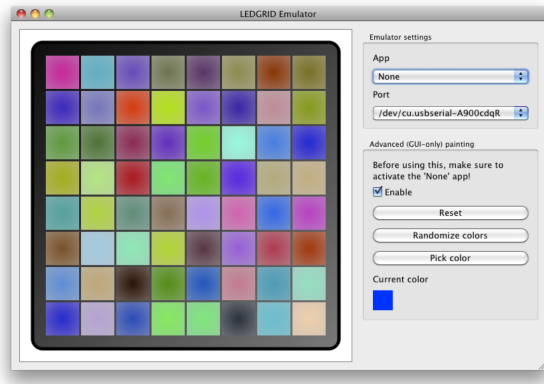 LEDGRID Emulator
Emulator settings
App
None
Port
/dev/cu.usbserial-A900cdqR
Advanced (GUI-only) painting
Before using this, make sure to
activate the 'None' app!
Enable
Reset
Randomize colors
Pick color
Current color